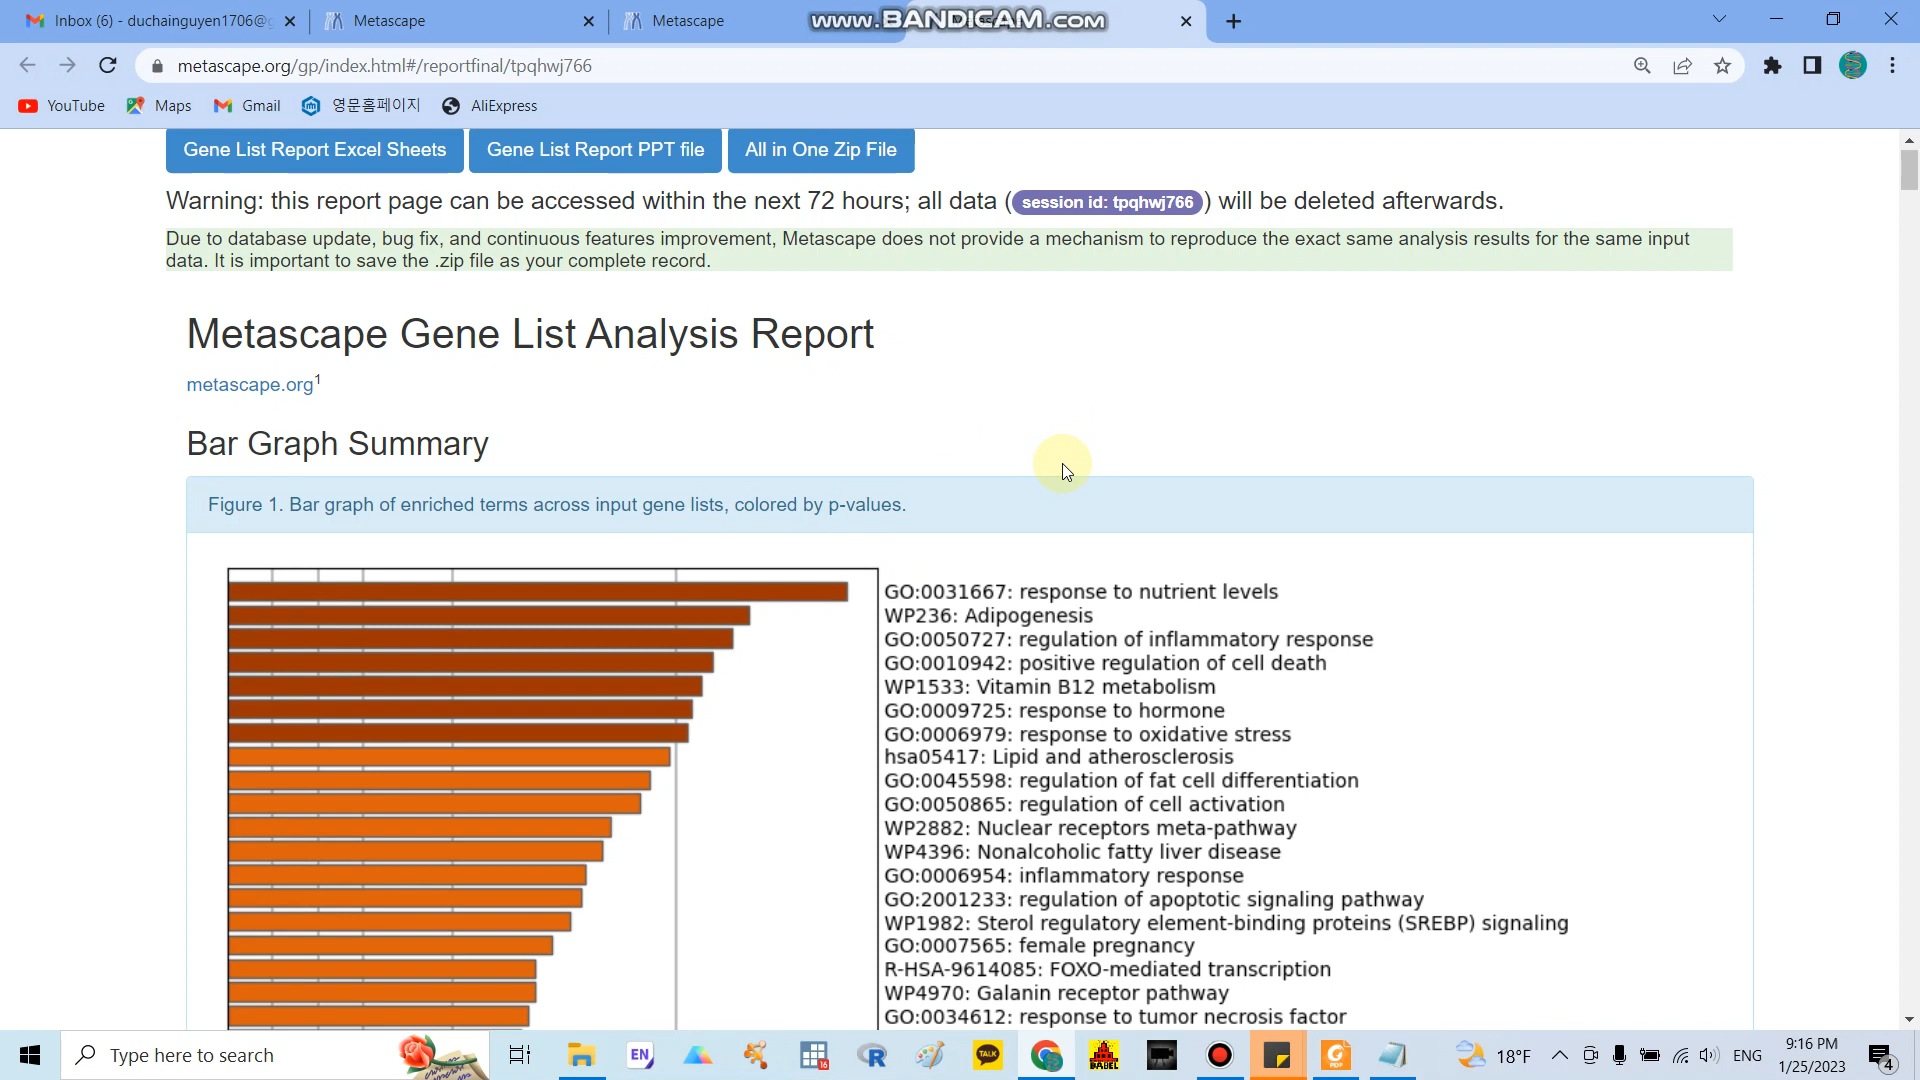 Inbox (6) - duchainguyen1706@g
Metascape
Metascape
www.BANDICAM.com
metascape.org/gp/index.html#/reportfinal/tpqhwj766
YouTube
Maps
Gmail
영문홈페이지
AliExpress
Gene List Report Excel Sheets
Gene List Report PPT file
All in One Zip File
Warning: this report page can be accessed within the next 72 hours; all data (session id: tpqhwj766) will be deleted afterwards.
Due to database update, bug fix, and continuous features improvement, Metascape does not provide a mechanism to reproduce the exact same analysis results for the same input
data. It is important to save the .zip file as your complete record.
Metascape Gene List Analysis Report
metascape.org1
Bar Graph Summary
Figure 1. Bar graph of enriched terms across input gene lists, colored by p-values.
GO:0031667: response to nutrient levels
WP236: Adipogenesis
GO:0050727: regulation of inflammatory response
GO:0010942: positive regulation of cell death
WP1533: Vitamin B12 metabolism
GO:0009725: response to hormone
GO:0006979: response to oxidative stress
hsa05417: Lipid and atherosclerosis
GO:0045598: regulation of fat cell differentiation
GO:0050865: regulation of cell activation
WP2882: Nuclear receptors meta-pathway
WP4396: Nonalcoholic fatty liver disease
GO:0006954: inflammatory response
GO:2001233: regulation of apoptotic signaling pathway
WP1982: Sterol regulatory element-binding proteins (SREBP) signaling
GO:0007565: female pregnancy
R-HSA-9614085: FOXO-mediated transcription
WP4970: Galanin receptor pathway
GO:0034612: response to tumor necrosis factor
Type here to search
EN
16
R
TALK
BABEL
PDF
18°F
ENG
9:16 PM
1/25/2023
4